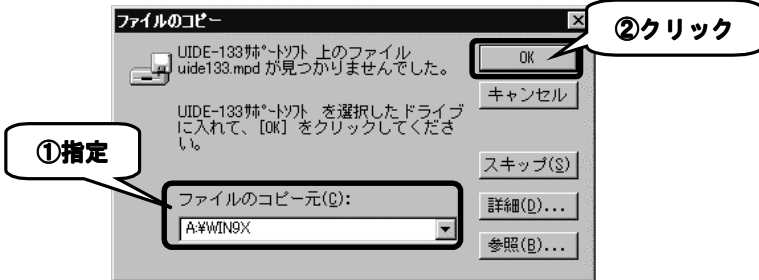 ファイルのコピー
②クリック
UIDE-133ｻﾎﾟｰﾄｿﾌﾄ 上のファイル
uide133.mpd が見つかりませんでした。
OK
キャンセル
UIDE-133ｻﾎﾟｰﾄｿﾌﾄ を選択したドライブ
に入れて、[OK] をクリックしてくださ
い。
①指定
スキップ(S)
ファイルのコピー元(C):
詳細(D)...
A:¥WIN9X
参照(B)...